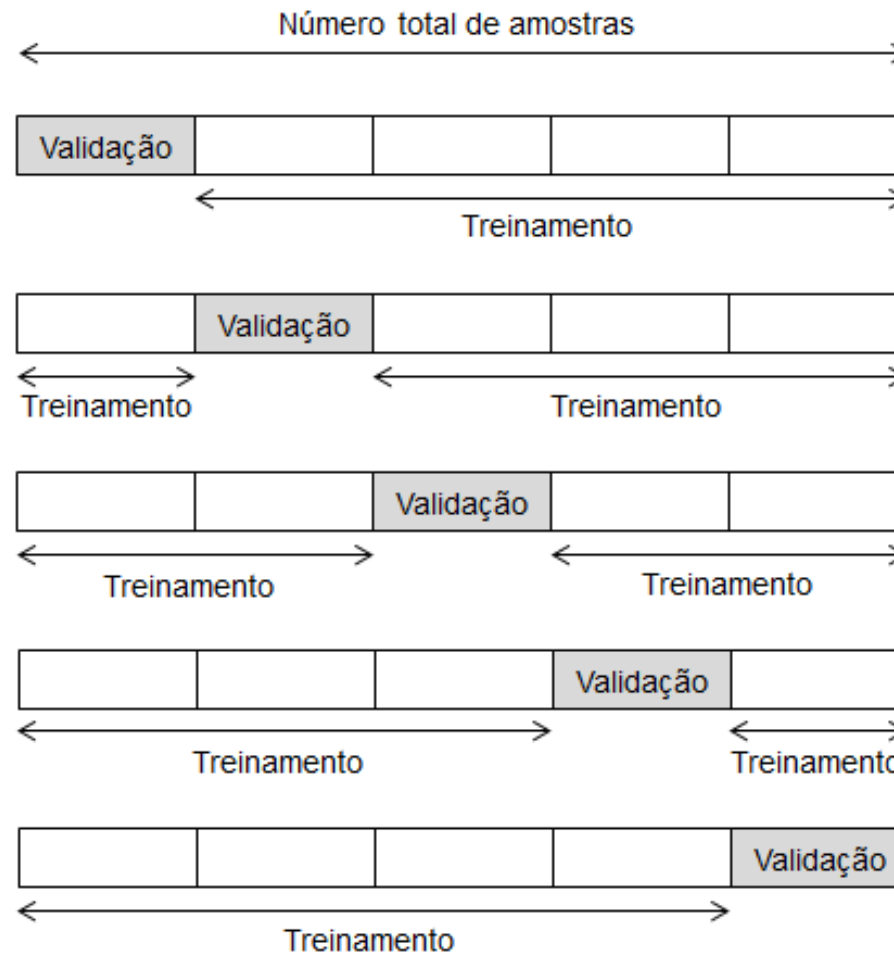 Número total de amostras
Validação
Treinamento
Validação
Treinamento Treinamento
Validação
Treinamento Treinamento
Validação
Treinamento Treinamento
Validação
Treinamento